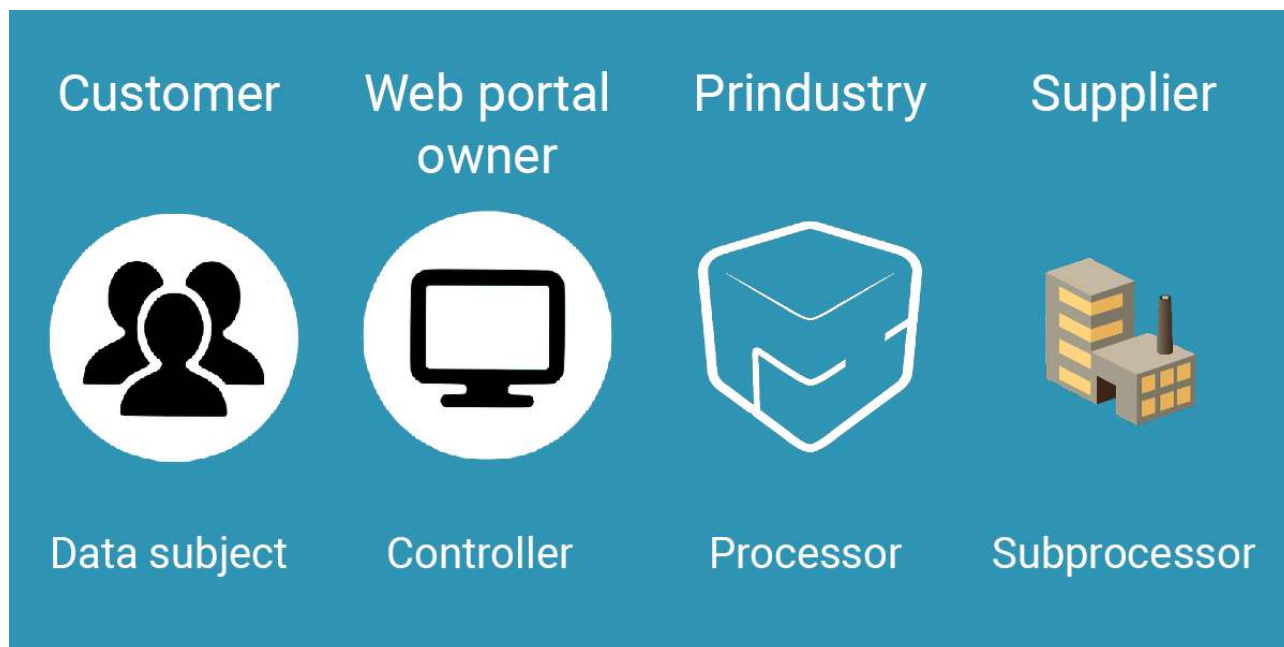 Customer
Web portal
owner
Prindustry
Supplier
Data subject
Controller
Processor
Subprocessor